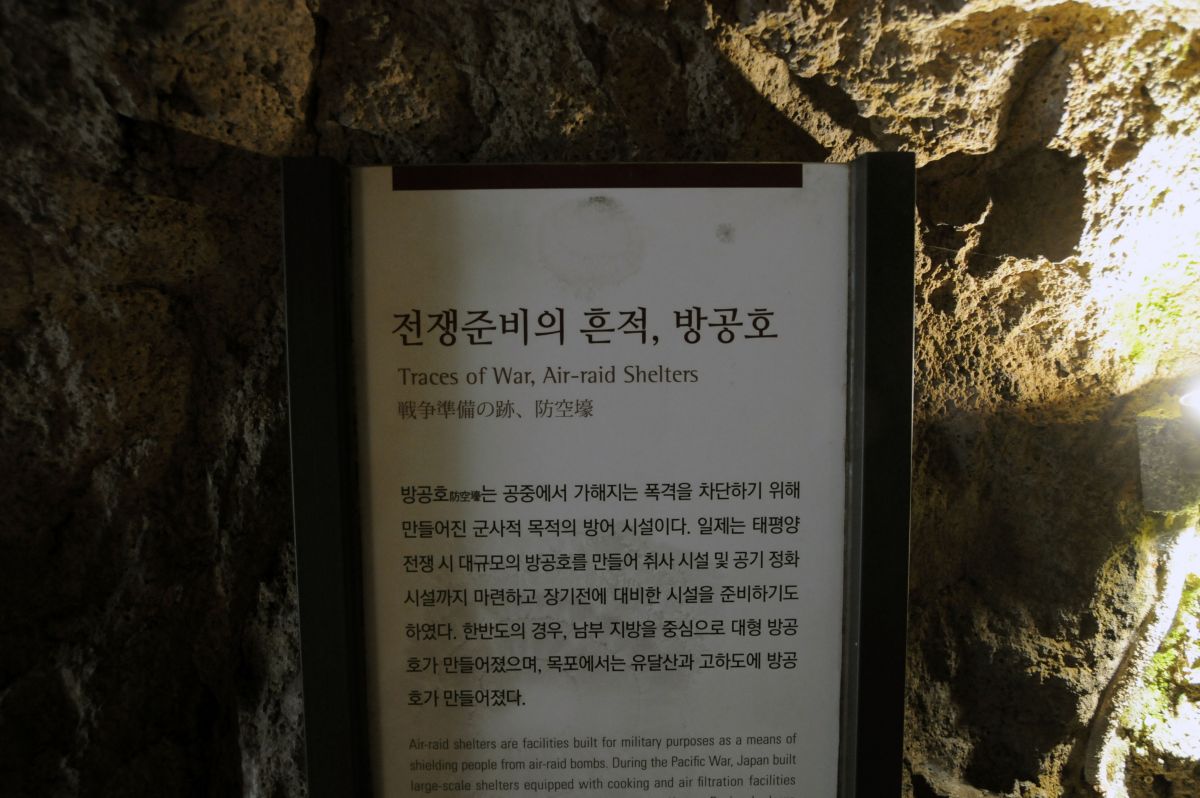 전쟁준비의 흔적, 방공호
Traces of War, Air-raid Shelters
戦争準備の跡、防空壕
방공호防空壕는 공중에서 가해지는 폭격을 차단하기 위해
만들어진 군사적 목적의 방어 시설이다. 일제는 태평양
전쟁 시 대규모의 방공호를 만들어 취사 시설 및 공기 정화
시설까지 마련하고 장기전에 대비한 시설을 준비하기도
하였다. 한반도의 경우, 남부 지방을 중심으로 대형 방공
호가 만들어졌으며, 목포에서는 유달산과 고하도에 방공
호가 만들어졌다.
Air-raid shelters are facilities built for military purposes as a means of
shielding people from air-raid bombs. During the Pacific War, Japan built
large-scale shelters equipped with cooking and air filtration facilities